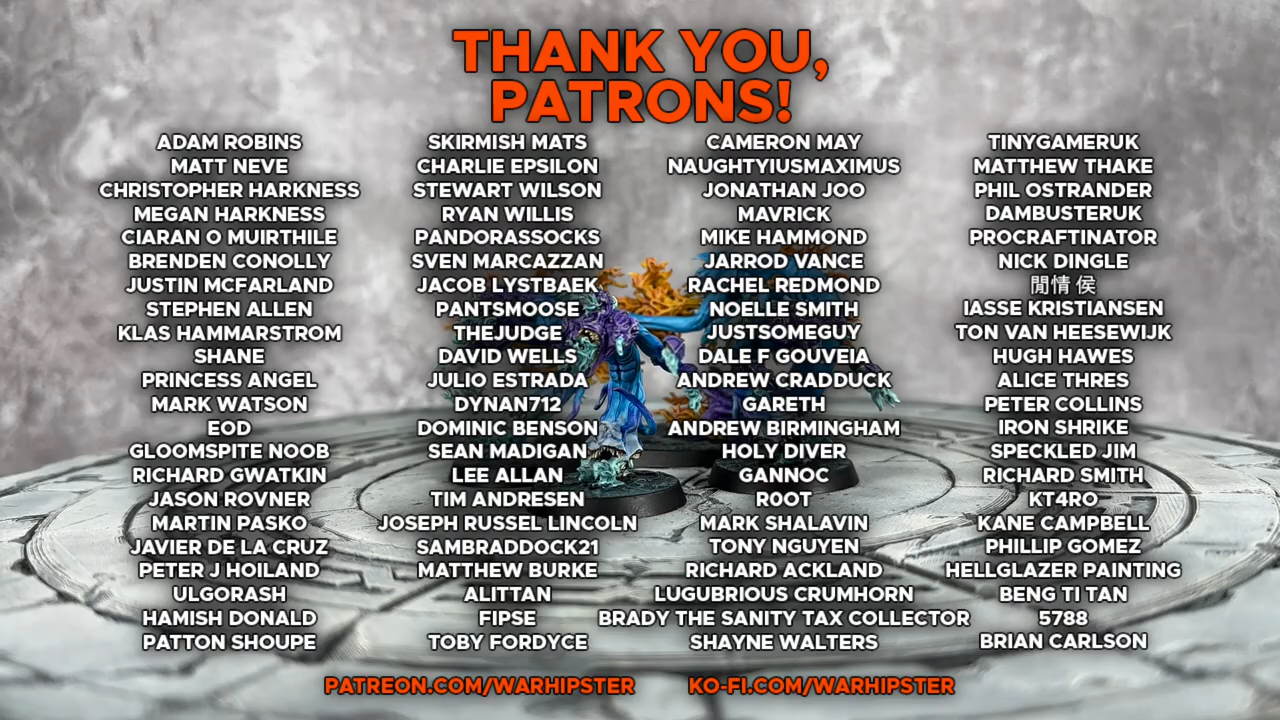 THANK YOU,
PATRONS!
ADAM ROBINS
MATT NEVE
CHRISTOPHER HARKNESS
MEGAN HARKNESS
CIARAN O MUIRTHILE
BRENDEN CONOLLY
JUSTIN MCFARLAND
STEPHEN ALLEN
KLAS HAMMARSTROM
SHANE
PRINCESS ANGEL
MARK WATSON
EOD
GLOOMSPITE NOOB
RICHARD GWATKIN
JASON ROVNER
MARTIN PASKO
JAVIER DE LA CRUZ
PETER J HOILAND
ULGORASH
HAMISH DONALD
PATTON SHOUPE
SKIRMISH MATS
CHARLIE EPSILON
STEWART WILSON
RYAN WILLIS
PANDORASSOCKS
SVEN MARCAZZAN
JACOB LYSTBAEK
PANTSMOOSE
THEJUDGE
DAVID WELLS
JULIO ESTRADA
DYNAN712
DOMINIC BENSON
SEAN MADIGAN
LEE ALLAN
TIM ANDRESEN
JOSEPH RUSSEL LINCOLN
SAMBRADDOCK21
MATTHEW BURKE
ALITTAN
FIPSE
TOBY FORDYCE
CAMERON MAY
NAUGHTYIUSMAXIMUS
JONATHAN JOO
MAVRICK
MIKE HAMMOND
JARROD VANCE
RACHEL REDMOND
NOELLE SMITH
JUSTSOMEGUY
DALE F GOUVEIA
ANDREW CRADDUCK
GARETH
ANDREW BIRMINGHAM
HOLY DIVER
GANNOC
R0OT
MARK SHALAVIN
TONY NGUYEN
RICHARD ACKLAND
LUGUBRIOUS CRUMHORN
BRADY THE SANITY TAX COLLECTOR
SHAYNE WALTERS
TINYGAMERUK
MATTHEW THAKE
PHIL OSTRANDER
DAMBUSTERUK
PROCRAFTINATOR
NICK DINGLE
閒情 侯
IASSE KRISTIANSEN
TON VAN HEESEWIJK
HUGH HAWES
ALICE THRES
PETER COLLINS
IRON SHRIKE
SPECKLED JIM
RICHARD SMITH
KT4RO
KANE CAMPBELL
PHILLIP GOMEZ
HELLGLAZER PAINTING
BENG TI TAN
5788
BRIAN CARLSON
PATREON.COM/WARHIPSTER
KO-FI.COM/WARHIPSTER